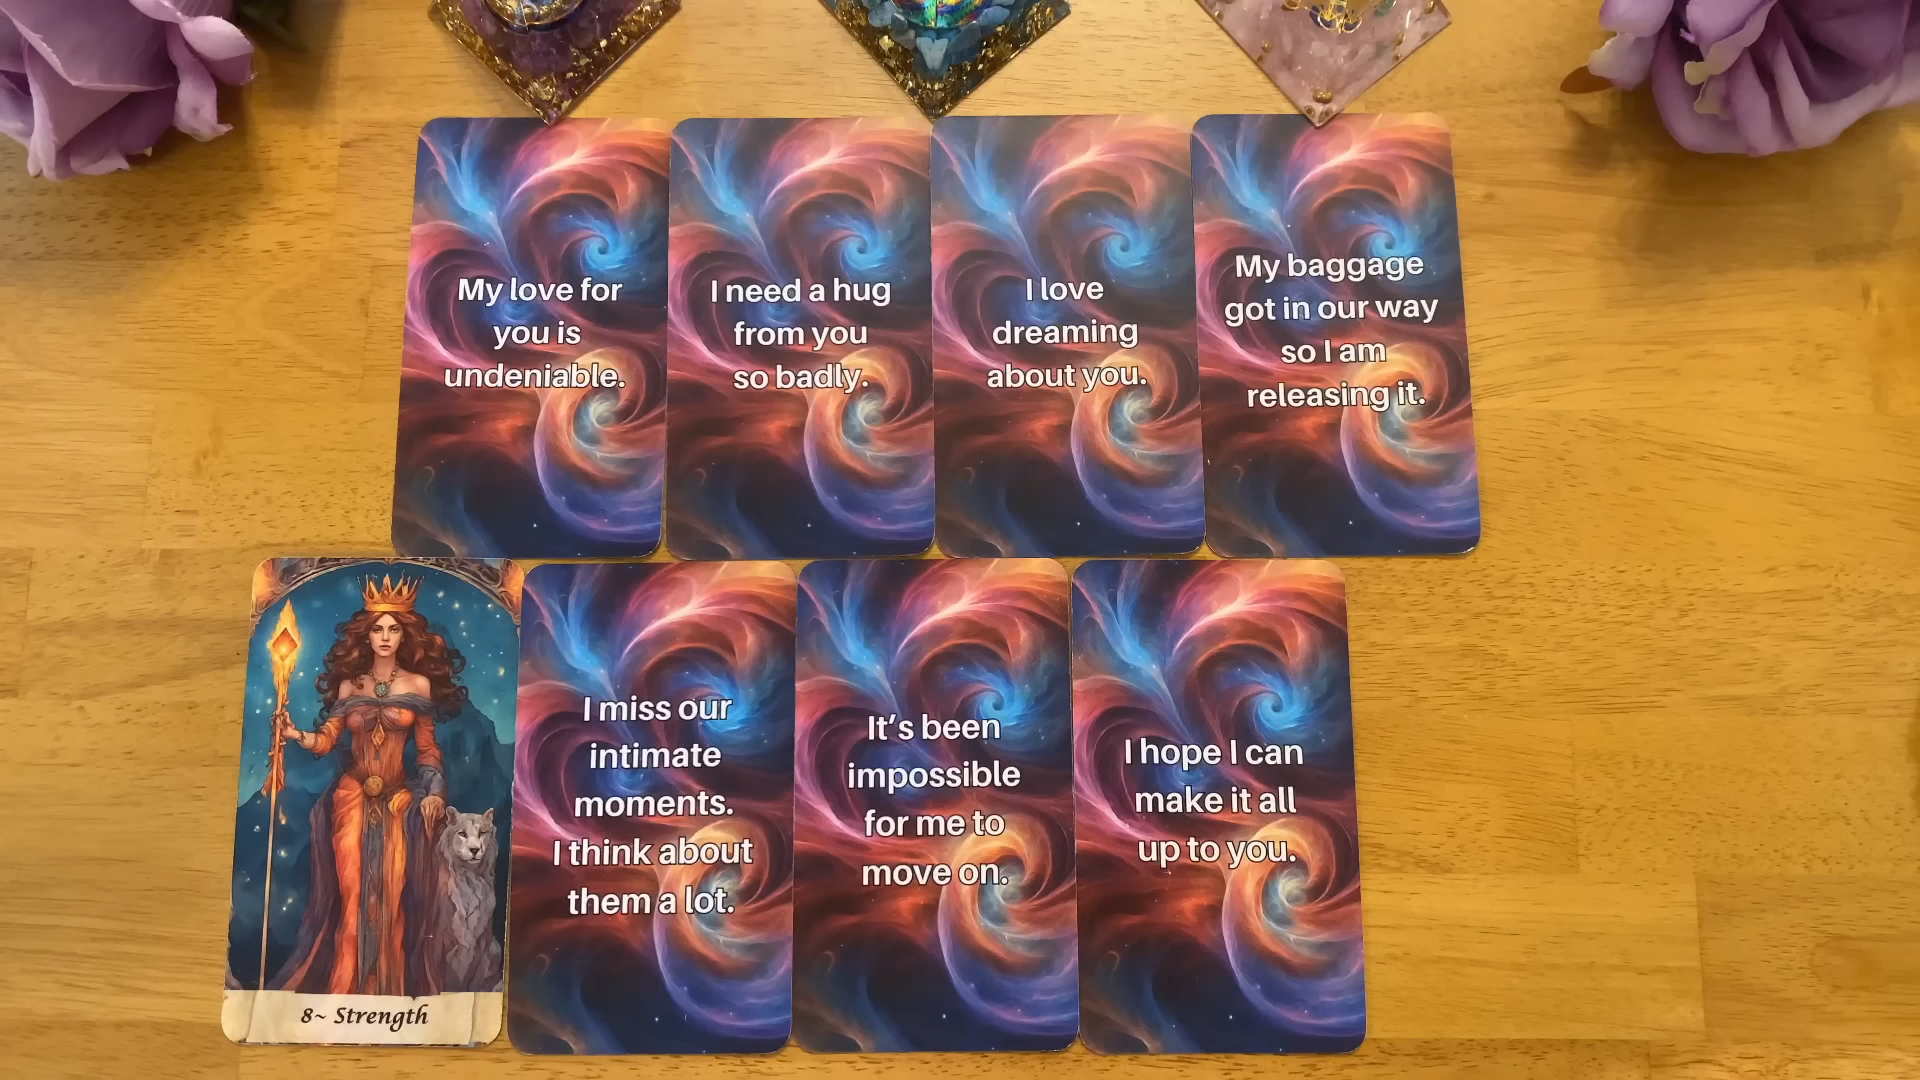 My love for
you is
undeniable.
I need a hug
from you
so badly.
I love
dreaming
about you.
My baggage
got in our way
so I am
releasing it.
8~ Strength
I miss our
intimate
moments.
I think about
them a lot.
It's been
impossible
for me to
move on.
I hope I can
make it all
up to you.